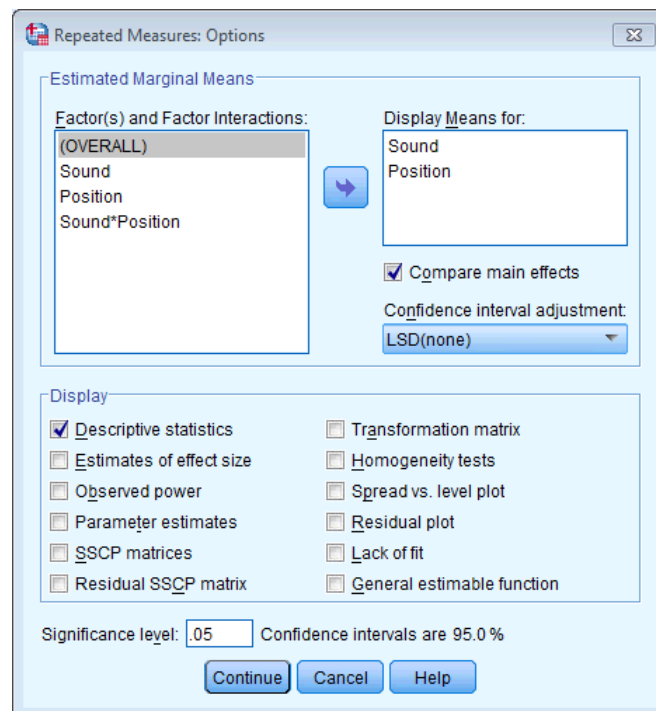 Repeated Measures: Options
Estimated Marginal Means
Factor(s) and Factor Interactions:
(OVERALL)
Sound
Position
Sound*Position
Display Means for:
Sound
Position
Compare main effects
Confidence interval adjustment:
LSD(none)
Display
Descriptive statistics
Estimates of effect size
Observed power
Parameter estimates
SSCP matrices
Residual SSCP matrix
Transformation matrix
Homogeneity tests
Spread vs. level plot
Residual plot
Lack of fit
General estimable function
Significance level: .05 Confidence intervals are 95.0 %
Continue Cancel Help